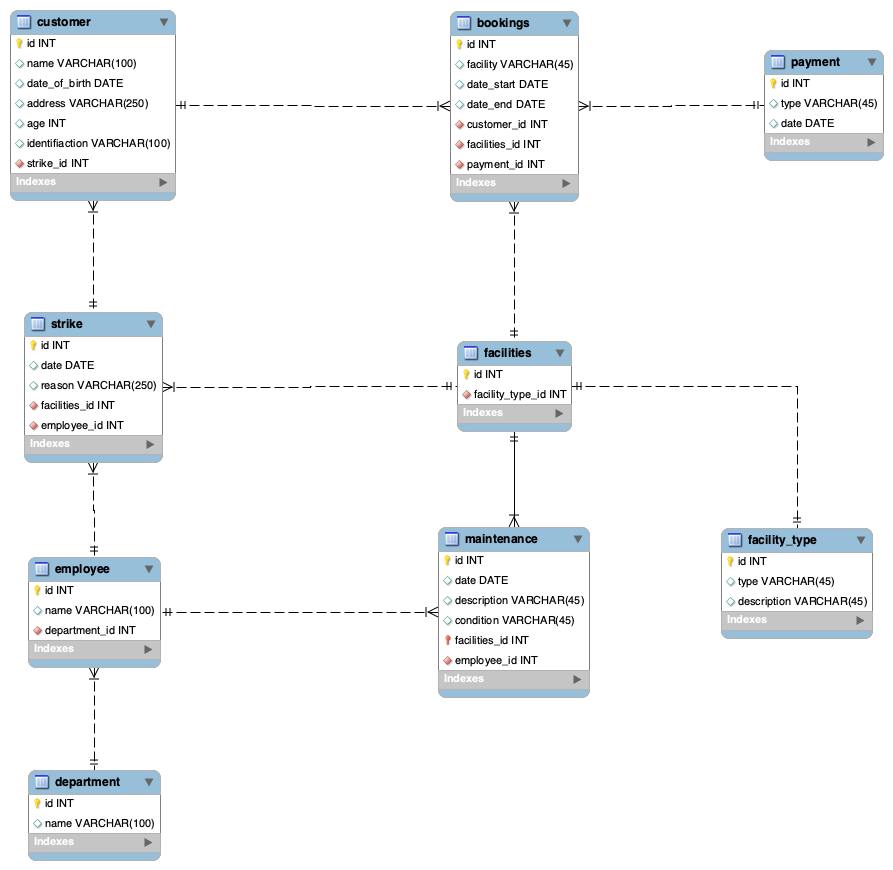 customer
id INT
name VARCHAR(100)
date_of_birth DATE
address VARCHAR(250)
age INT
identifiaction VARCHAR(100)
strike_id INT
Indexes
bookings
id INT
facility VARCHAR(45)
date_start DATE
date_end DATE
customer_id INT
facilities_id INT
payment_id INT
Indexes
payment
id INT
type VARCHAR(45)
date DATE
Indexes
strike
id INT
date DATE
reason VARCHAR(250)
facilities_id INT
employee_id INT
Indexes
facilities
id INT
facility_type_id INT
Indexes
employee
id INT
name VARCHAR(100)
department_id INT
Indexes
maintenance
id INT
date DATE
description VARCHAR(45)
condition VARCHAR(45)
facilities_id INT
employee_id INT
Indexes
facility_type
id INT
type VARCHAR(45)
description VARCHAR(45)
Indexes
department
id INT
name VARCHAR(100)
Indexes